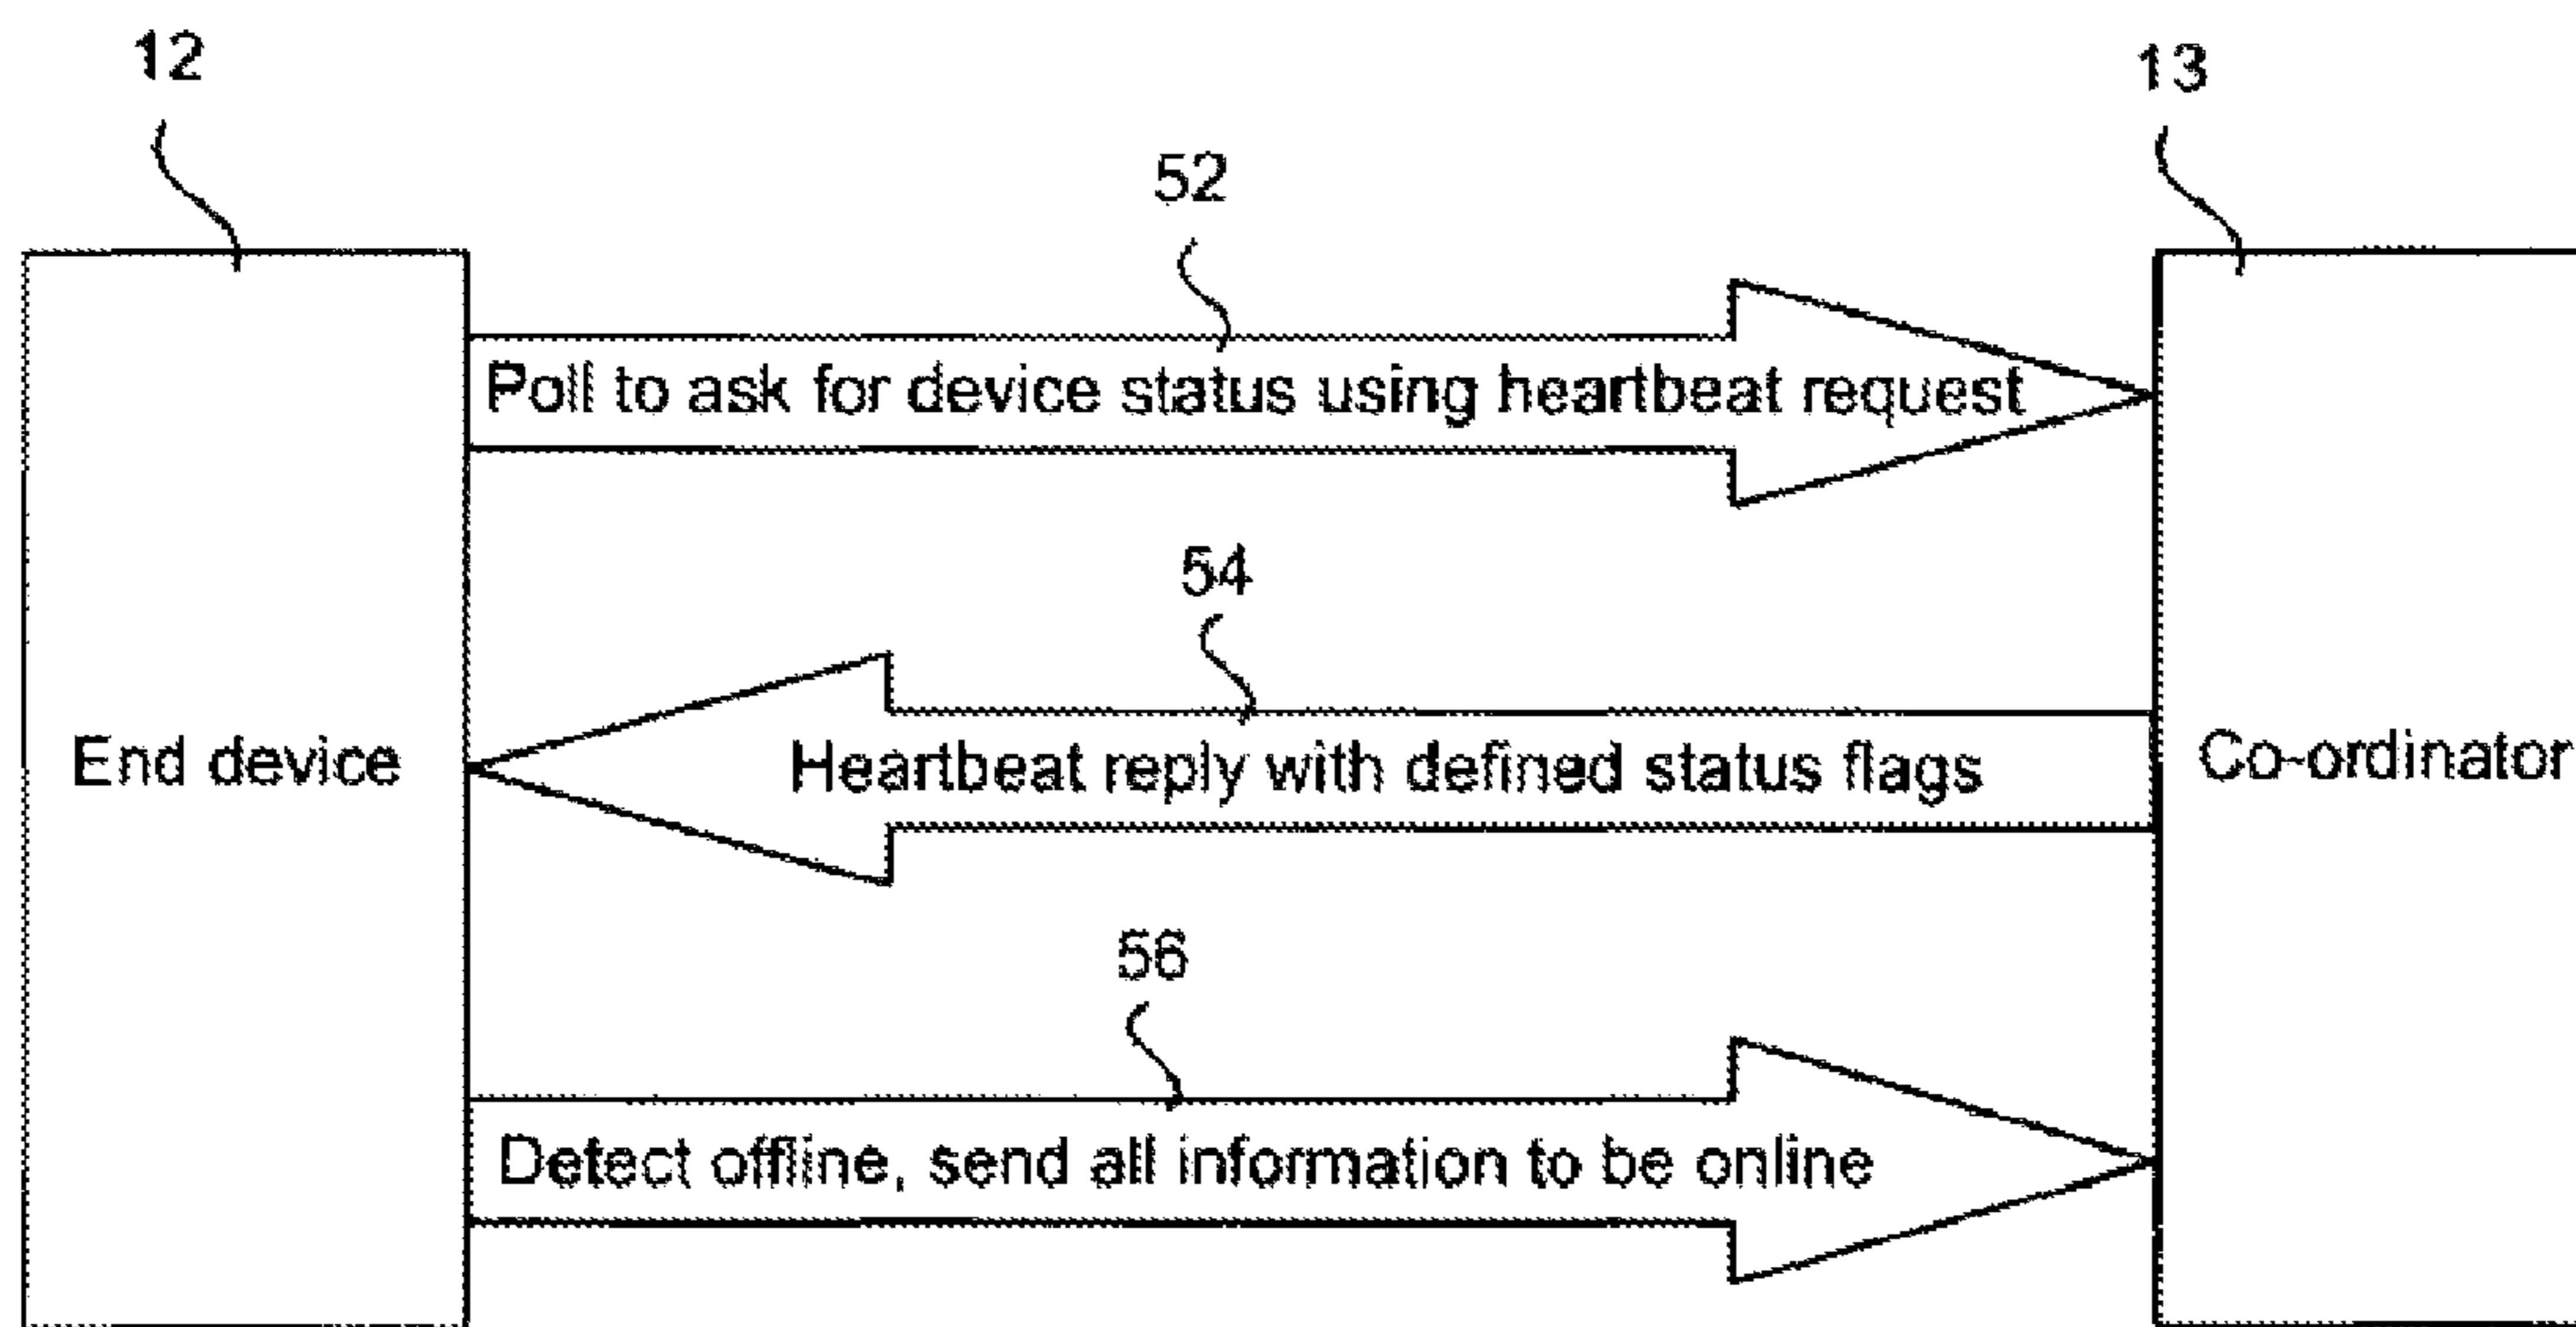 12
13
52
Poll to ask for device status using heartbeat request
54
End device
Heartbeat reply with defined status flags
Co-ordinator
56
Detect offline, send all information to be online